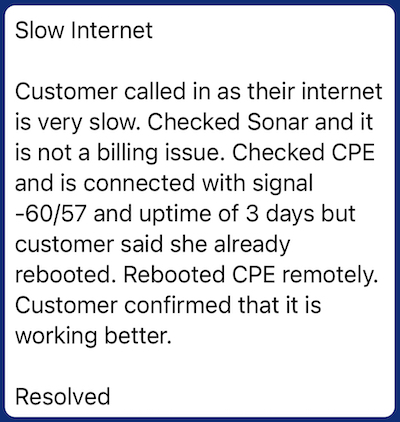 Slow Internet
Customer called in as their internet
is very slow. Checked Sonar and it
is not a billing issue. Checked CPE
and is connected with signal
-60/57 and uptime of 3 days but
customer said she already
rebooted. Rebooted CPE remotely.
Customer confirmed that it is
working better.
Resolved